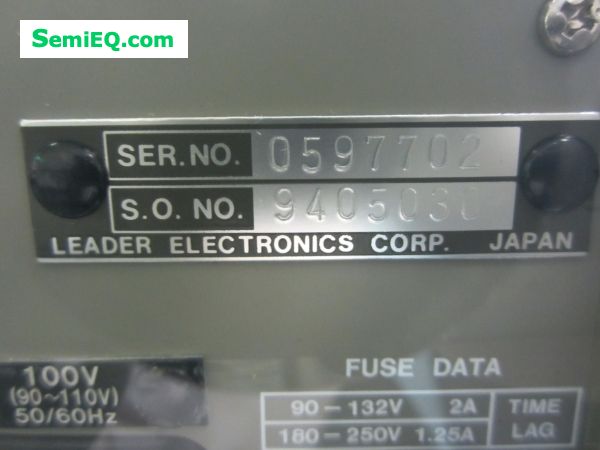 SemiEQ.com
SER.NO. 0597702
S.O. NO. 9405030
LEADER ELECTRONICS CORP. JAPAN
100V
(90~110V)
50/60Hz
FUSE DATA
90-132V 2A TIME
180-250V 1.25A LAG